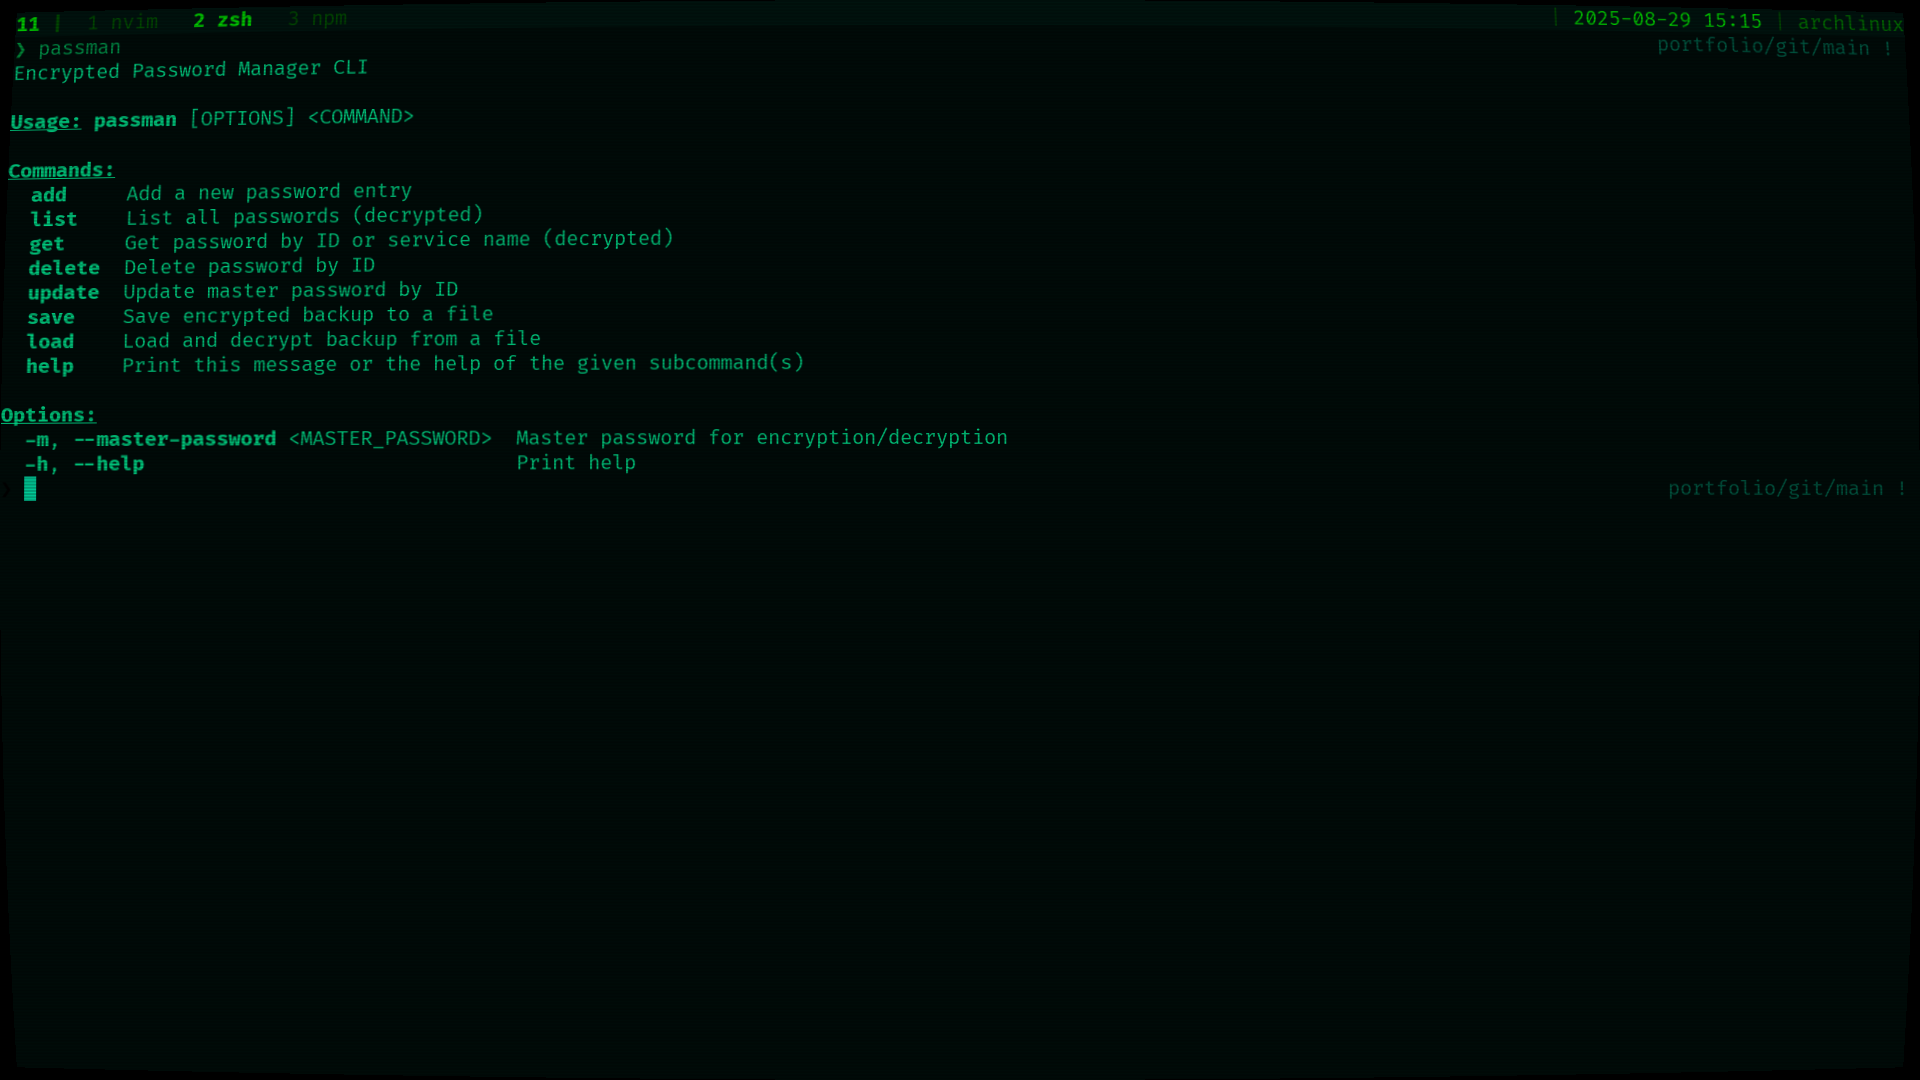 11 | 1 nvim 2 zsh 3 npm | 2025-08-29 15:15 | archlinux
❯ passman portfolio/git/main !
Encrypted Password Manager CLI
Usage: passman [OPTIONS] <COMMAND>
Commands:
add Add a new password entry
list List all passwords (decrypted)
get Get password by ID or service name (decrypted)
delete Delete password by ID
update Update master password by ID
save Save encrypted backup to a file
load Load and decrypt backup from a file
help Print this message or the help of the given subcommand(s)
Options:
-m, --master-password <MASTER_PASSWORD> Master password for encryption/decryption
-h, --help Print help
❯ portfolio/git/main !